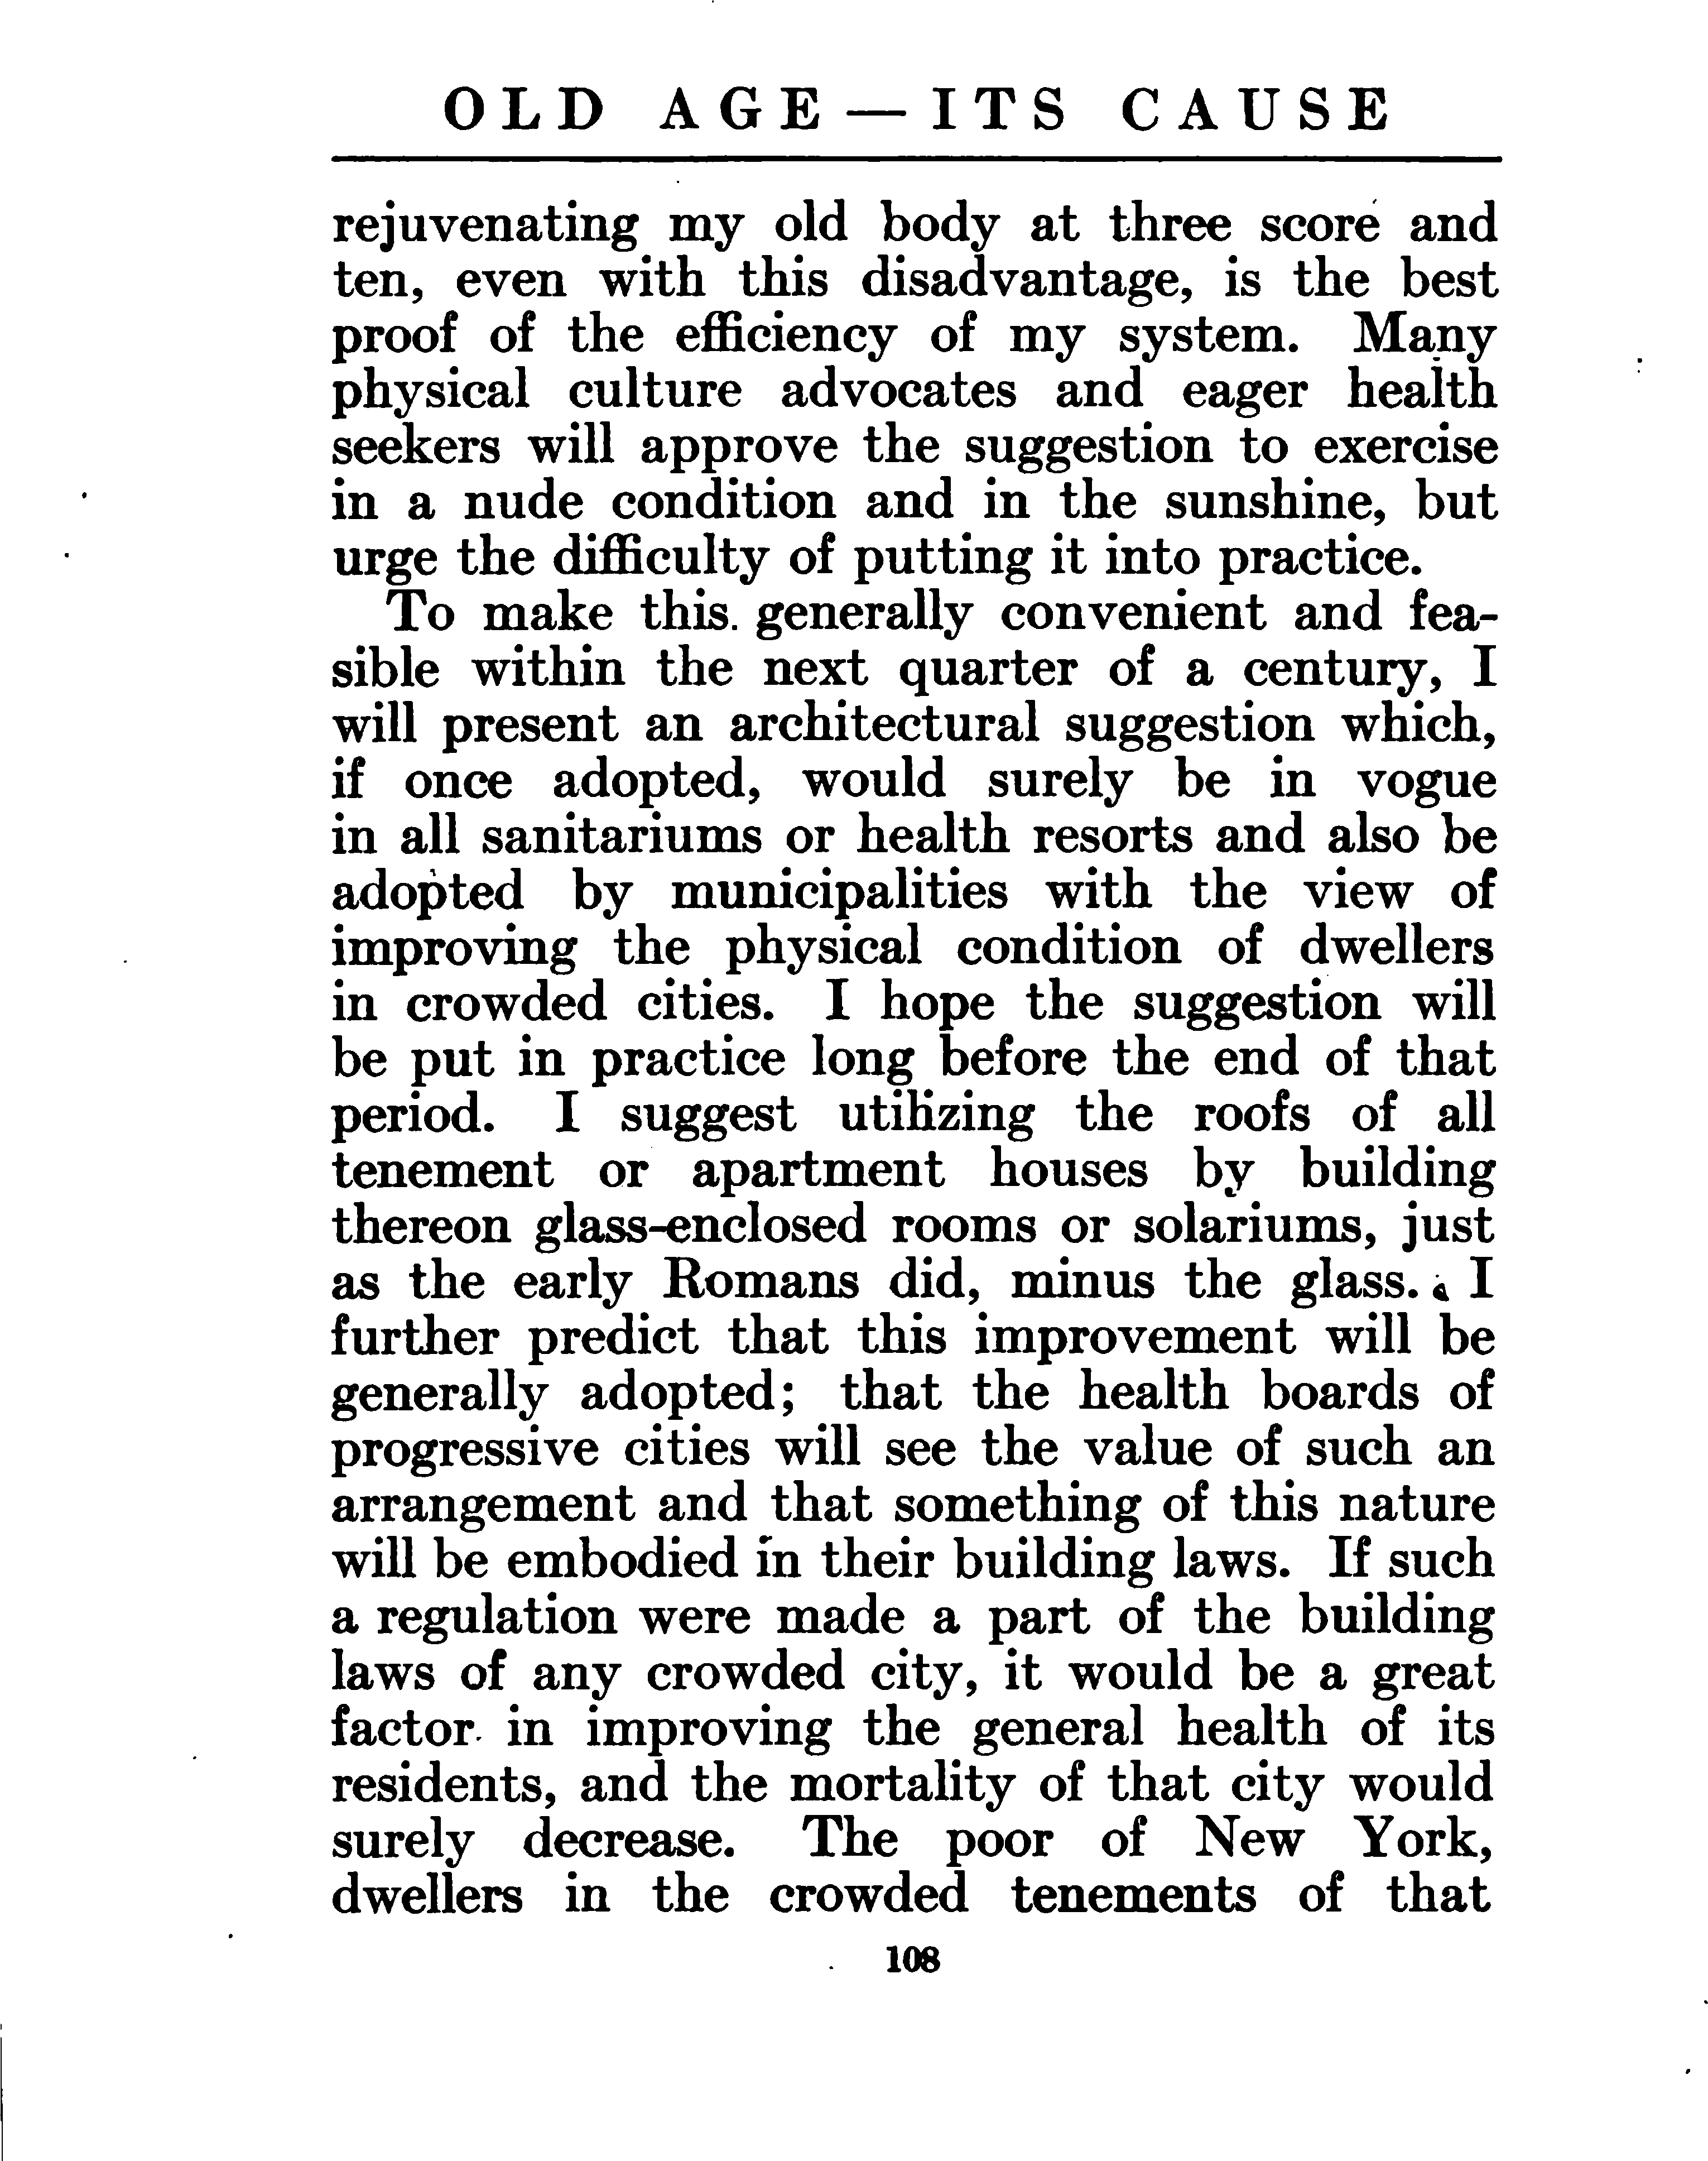 OLD AGE—ITS CAUSE
rejuvenating my old body at three score and
ten, even with this disadvantage, is the best
proof of the efficiency of my system. Many
physical culture advocates and eager health
seekers will approve the suggestion to exercise
in a nude condition and in the sunshine, but
urge the difficulty of putting it into practice.
To make this generally convenient and fea-
sible within the next quarter of a century, I
will present an architectural suggestion which,
if once adopted, would surely be in vogue
in all sanitariums or health resorts and also be
adopted by municipalities with the view of
improving the physical condition of dwellers
in crowded cities. I hope the suggestion will
be put in practice long before the end of that
period. I suggest utilizing the roofs of all
tenement or apartment houses by building
thereon glass-enclosed rooms or solariums, just
as the early Romans did, minus the glass. I
further predict that this improvement will be
generally adopted; that the health boards of
progressive cities will see the value of such an
arrangement and that something of this nature
will be embodied in their building laws. If such
a regulation were made a part of the building
laws of any crowded city, it would be a great
factor in improving the general health of its
residents, and the mortality of that city would
surely decrease. The poor of New York,
dwellers in the crowded tenements of that
108